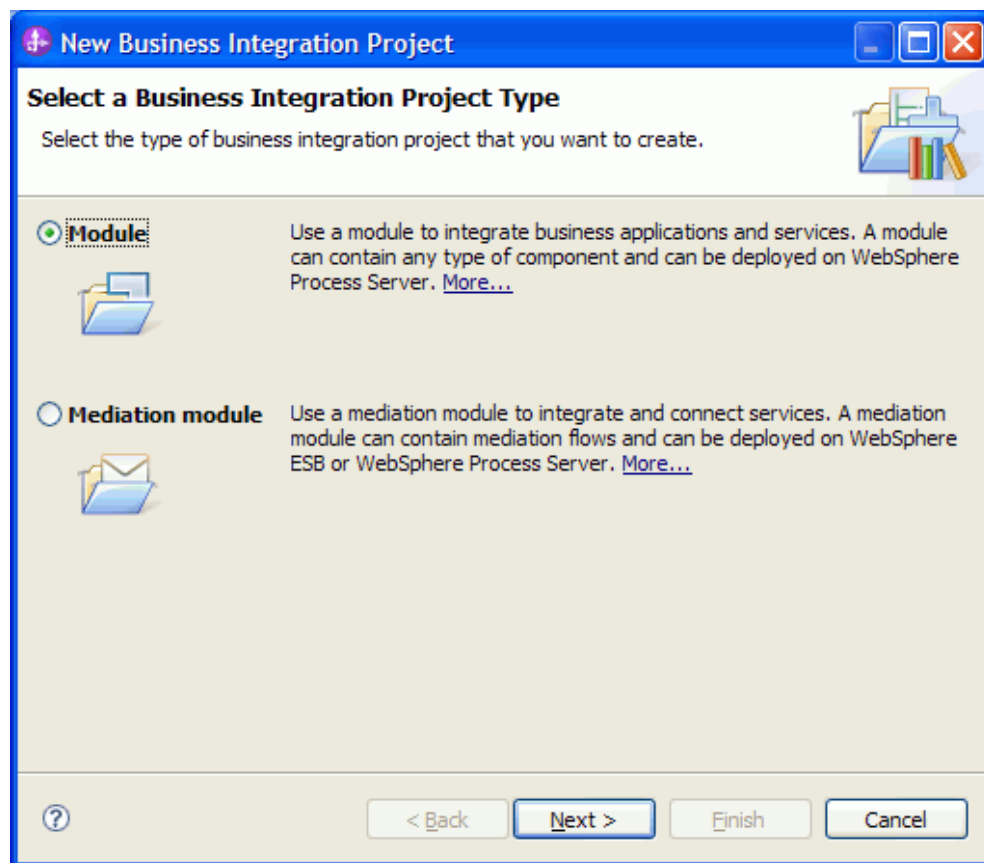 New Business Integration Project
Select a Business Integration Project Type
Select the type of business integration project that you want to create.
Module
Use a module to integrate business applications and services. A module
can contain any type of component and can be deployed on WebSphere
Process Server. More...
Mediation module
Use a mediation module to integrate and connect services. A mediation
module can contain mediation flows and can be deployed on WebSphere
ESB or WebSphere Process Server. More...
?
< Back Next > Finish Cancel